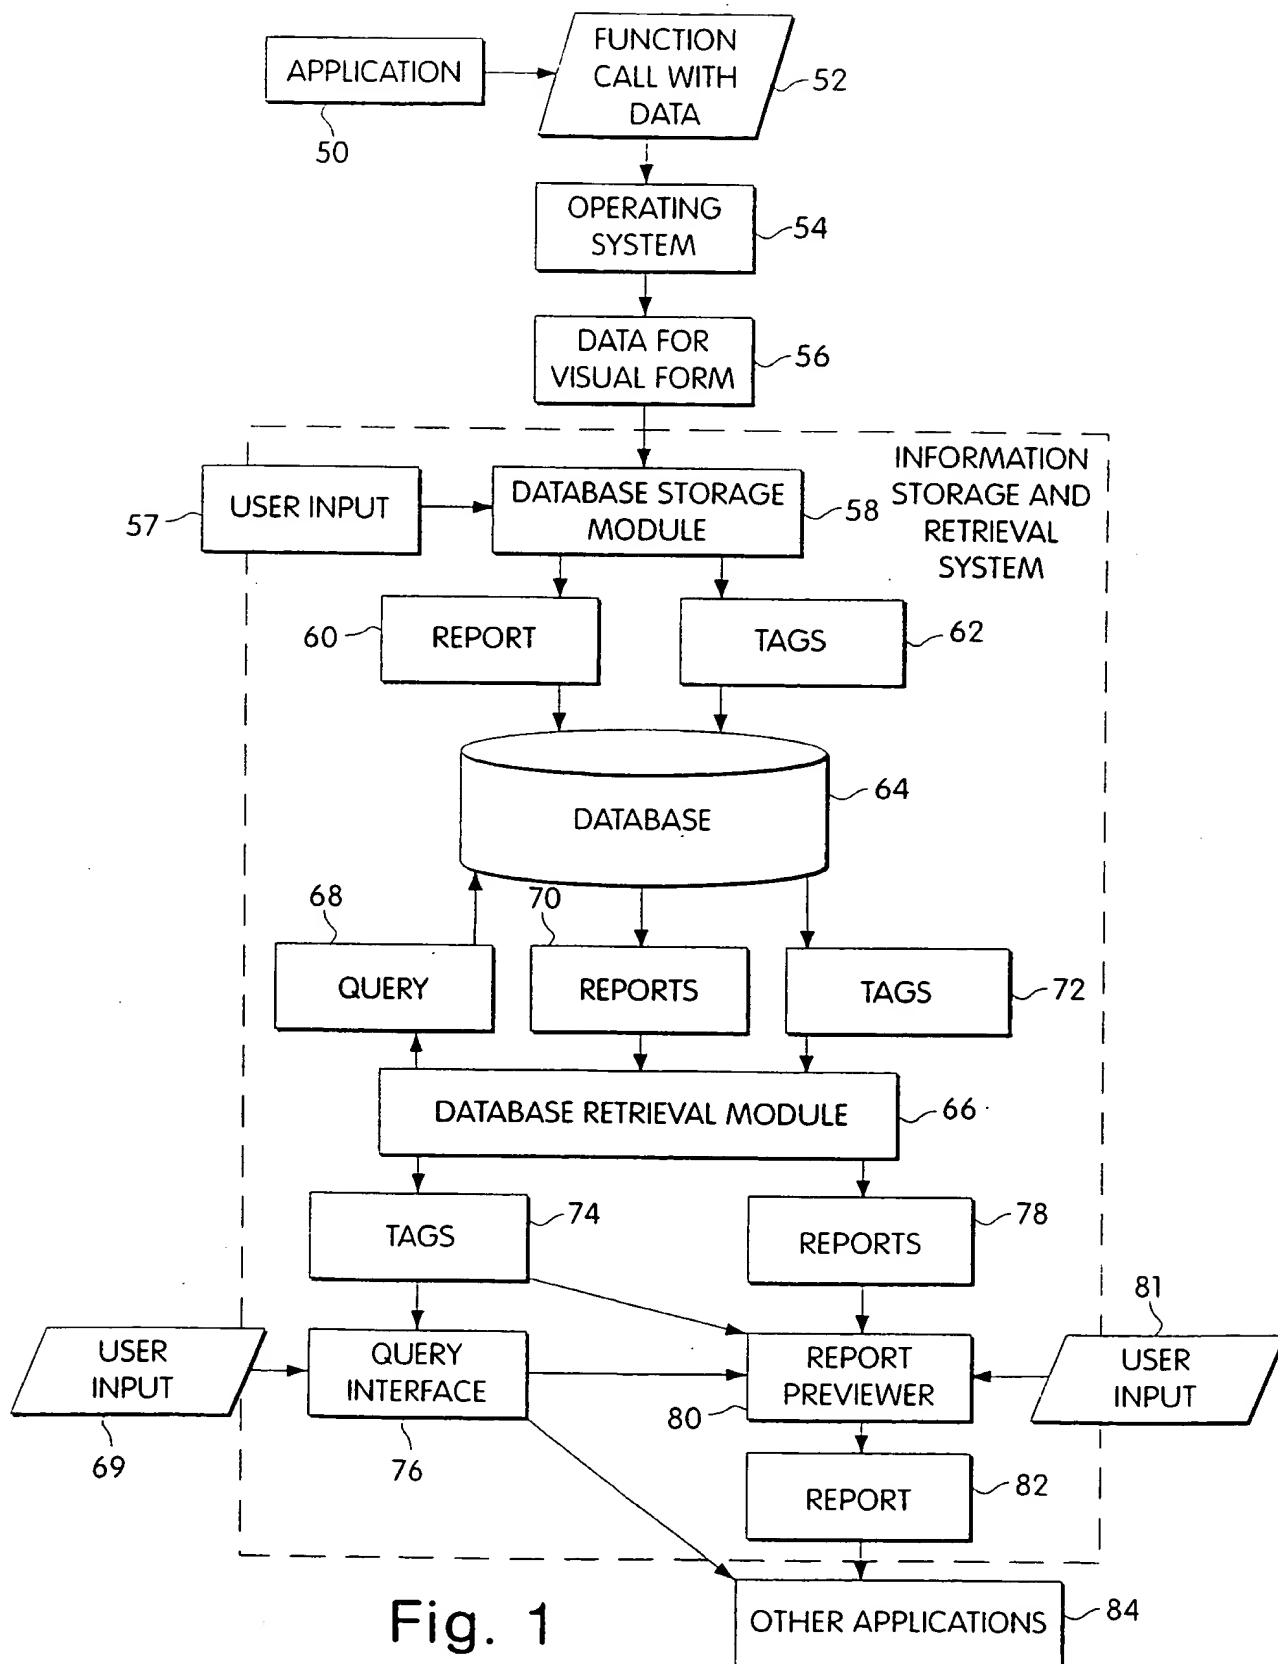 FUNCTION
CALL WITH
DATA
52
APPLICATION
50
OPERATING
SYSTEM
54
DATA FOR
VISUAL FORM
56
INFORMATION
STORAGE AND
RETRIEVAL
SYSTEM
USER INPUT
57
DATABASE STORAGE
MODULE
58
60
REPORT
TAGS
62
DATABASE
64
68
QUERY
70
REPORTS
TAGS
72
DATABASE RETRIEVAL MODULE
66
TAGS
74
REPORTS
78
81
USER
INPUT
69
QUERY
INTERFACE
76
REPORT
PREVIEWER
80
USER
INPUT
REPORT
82
OTHER APPLICATIONS
84
Fig. 1